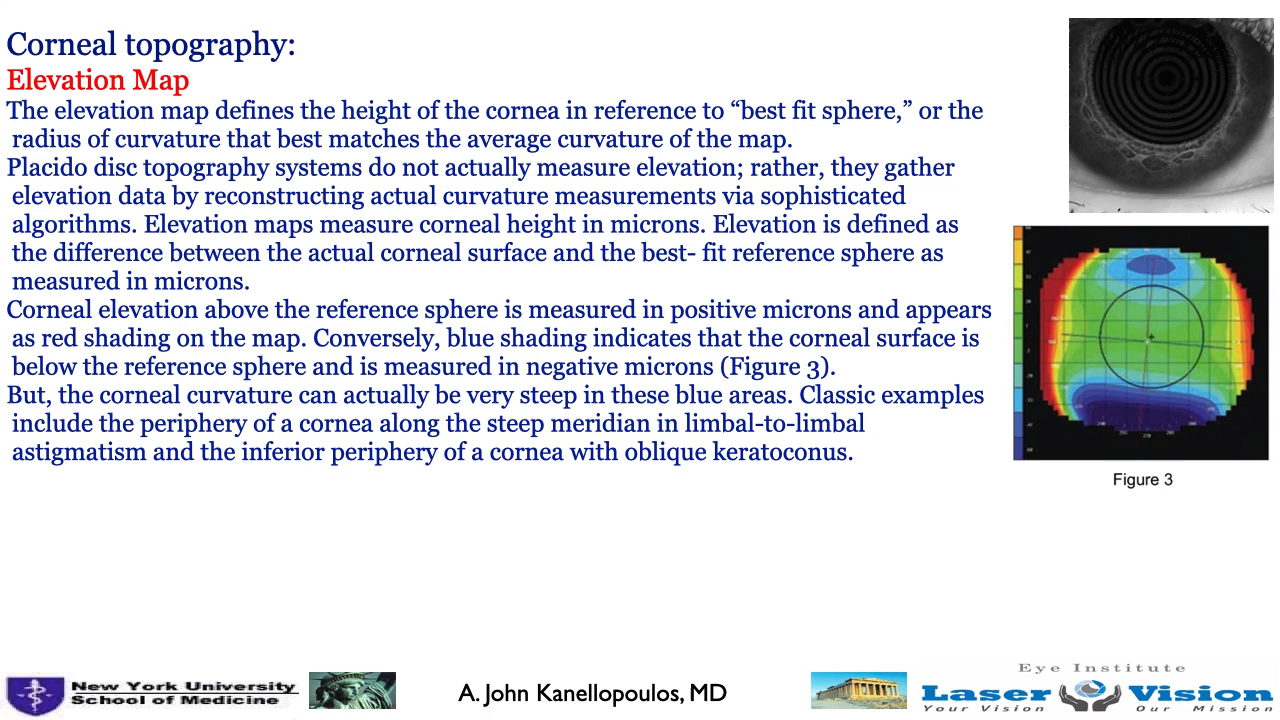 Corneal topography:
Elevation Map
The elevation map defines the height of the cornea in reference to “best fit sphere,” or the
radius of curvature that best matches the average curvature of the map.
Placido disc topography systems do not actually measure elevation; rather, they gather
elevation data by reconstructing actual curvature measurements via sophisticated
algorithms. Elevation maps measure corneal height in microns. Elevation is defined as
the difference between the actual corneal surface and the best- fit reference sphere as
measured in microns.
Corneal elevation above the reference sphere is measured in positive microns and appears
as red shading on the map. Conversely, blue shading indicates that the corneal surface is
below the reference sphere and is measured in negative microns (Figure 3).
But, the corneal curvature can actually be very steep in these blue areas. Classic examples
include the periphery of a cornea along the steep meridian in limbal-to-limbal
astigmatism and the inferior periphery of a cornea with oblique keratoconus.
Figure 3
New York University
School of Medicine
A. John Kanellopoulos, MD
Eye Institute
Laser Vision
Your Vision Our Mission